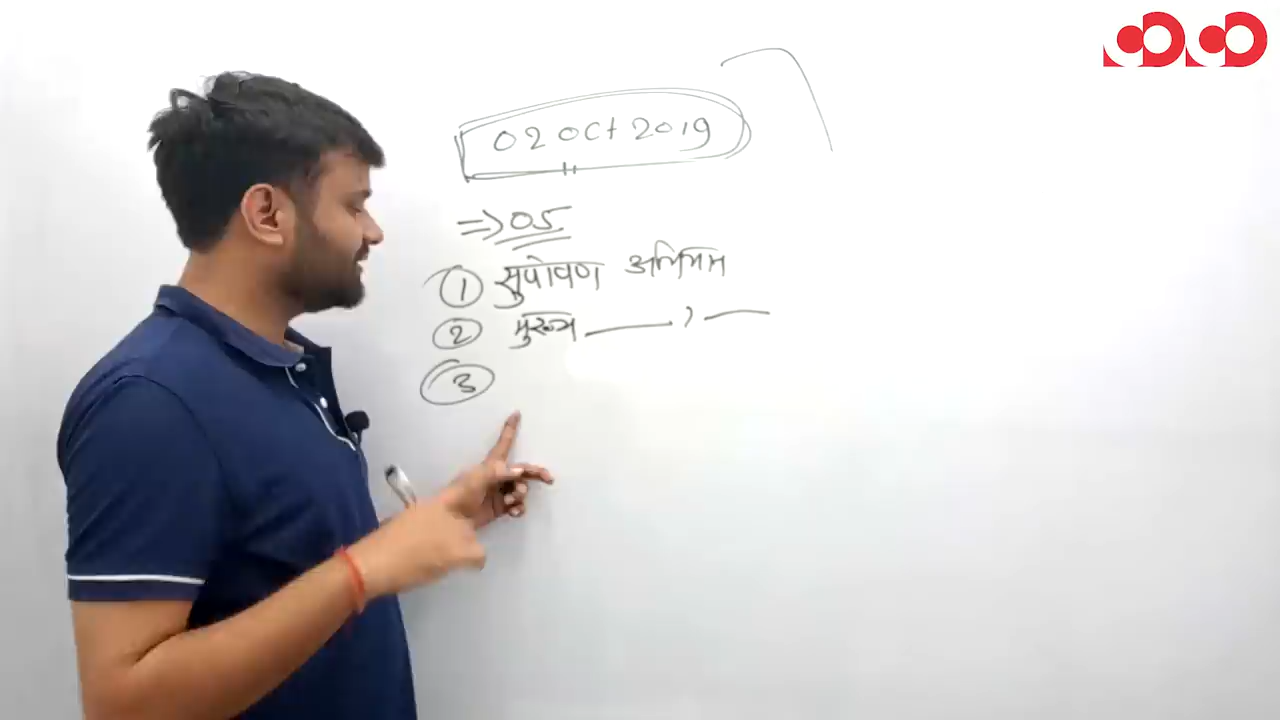 02 Oct 2019
=> 05
1 सुपोषण अभियान
2 मुख्य ——— , ———
3